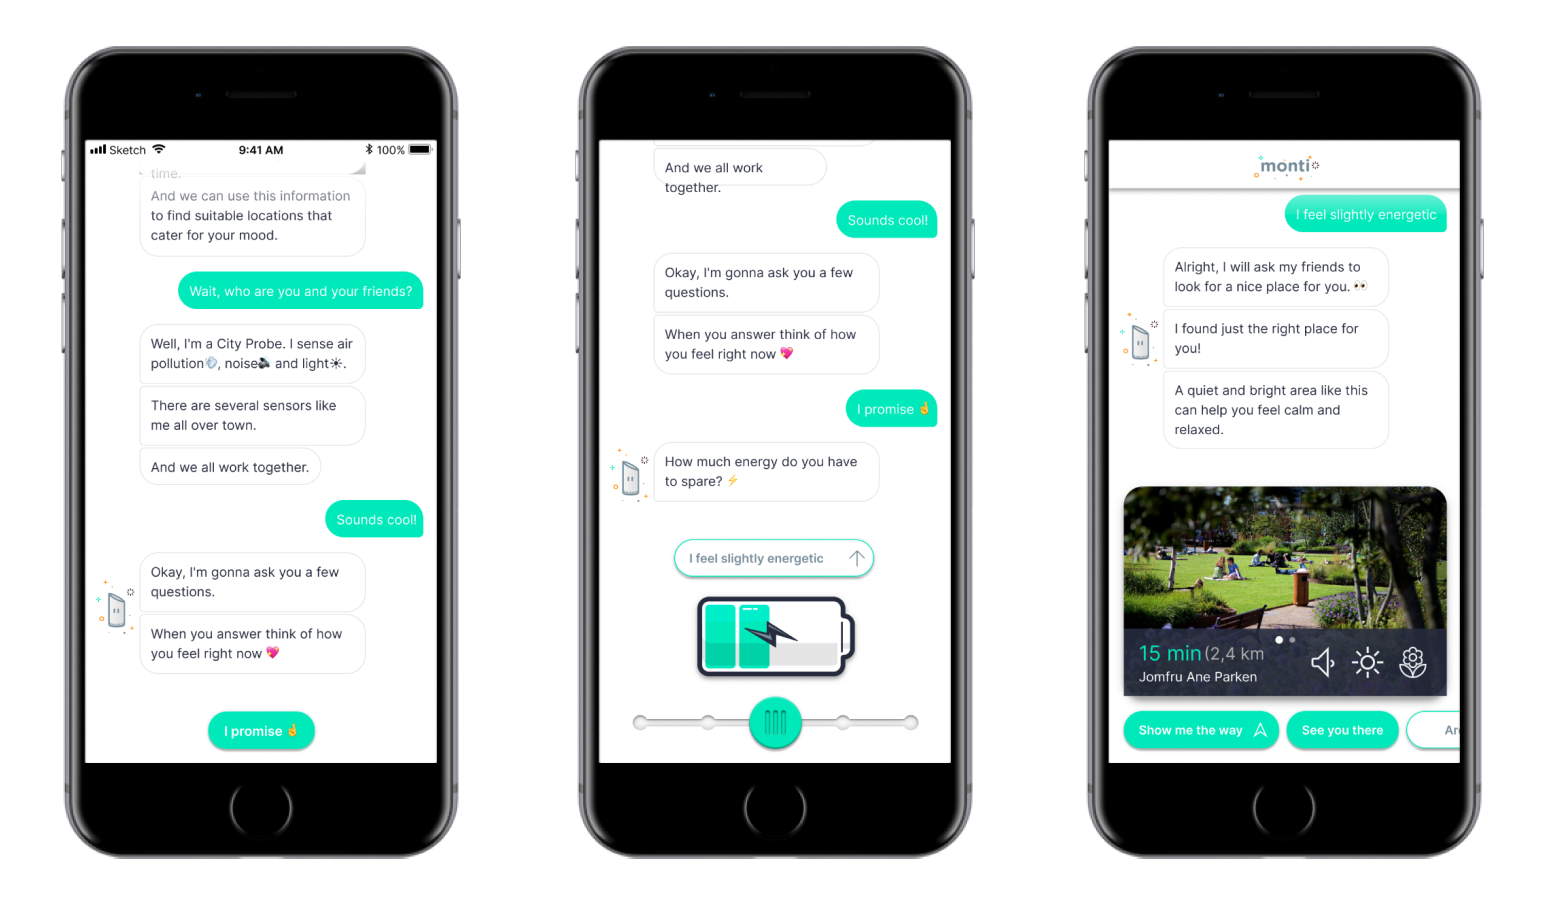 Sketch
9:41 AM
100%
time.
And we can use this information
to find suitable locations that
cater for your mood.
Wait, who are you and your friends?
Well, I'm a City Probe. I sense air
pollution💨, noise🔊 and light☀.
There are several sensors like
me all over town.
And we all work together.
Sounds cool!
Okay, I'm gonna ask you a few
questions.
When you answer think of how
you feel right now 💖
I promise 🤞
And we all work
together.
Sounds cool!
Okay, I'm gonna ask you a few
questions.
When you answer think of how
you feel right now 💖
I promise 🤞
How much energy do you have
to spare? ⚡
I feel slightly energetic
monti
I feel slightly energetic
Alright, I will ask my friends to
look for a nice place for you. 👀
I found just the right place for
you!
A quiet and bright area like this
can help you feel calm and
relaxed.
15 min (2,4 km
Jomfru Ane Parken
Show me the way
See you there